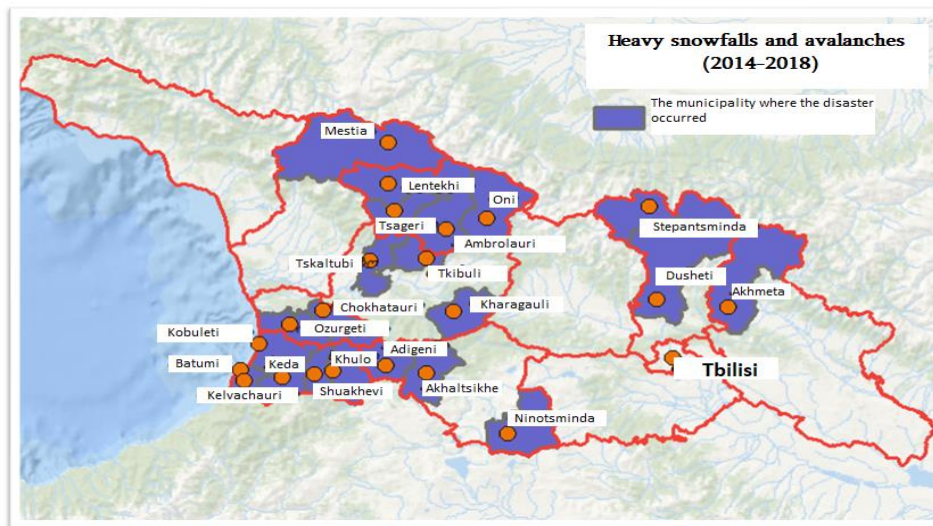 Heavy snowfalls and avalanches
(2014-2018)
The municipality where the disaster
occurred
Mestia
Lentekhi
Oni
Tsageri
Stepantsminda
Ambrolauri
Tskaltubi
Tkibuli
Dusheti
Akhmeta
Chokhatauri
Kharagauli
Ozurgeti
Kobuleti
Adigeni
Khulo
Batumi
Keda
Tbilisi
Akhaltsikhe
Kelvachauri
Shuakhevi
Ninotsminda